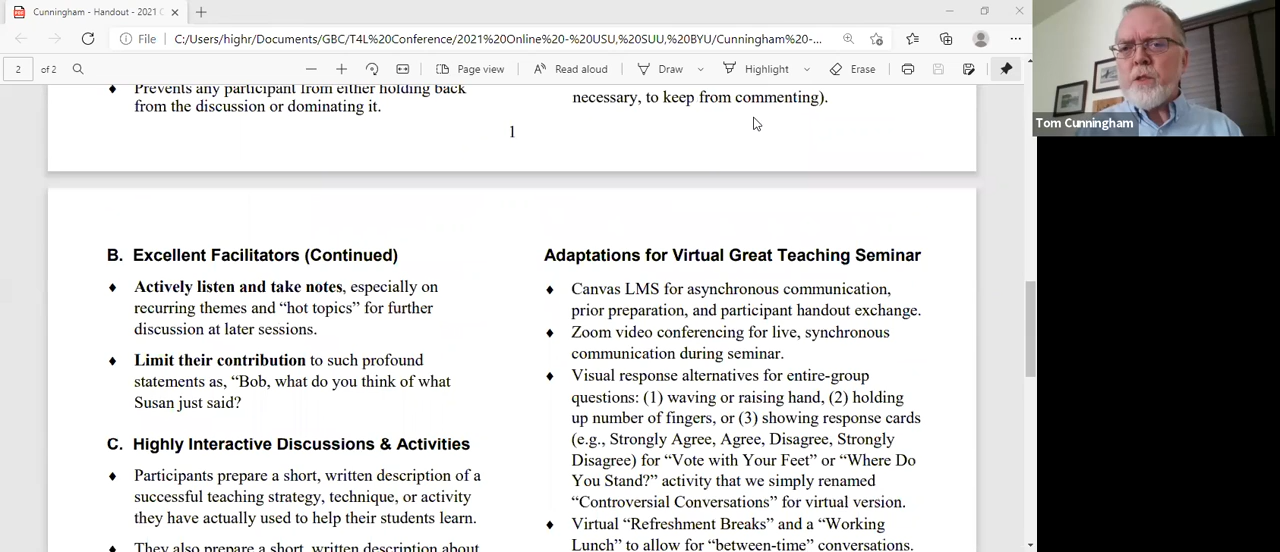 Cunningham - Handout - 2021 C
File
C:/Users/highr/Documents/GBC/T4L%20Conference/2021%20Online%20-%20USU,%20SUU,%20BYU/Cunningham%20-...
2 of 2
Page view
Read aloud
Draw
Highlight
Erase
Tom Cunningham
♦ Prevents any participant from either holding back
from the discussion or dominating it.
necessary, to keep from commenting).
1
B. Excellent Facilitators (Continued)
♦ Actively listen and take notes, especially on
recurring themes and “hot topics” for further
discussion at later sessions.
♦ Limit their contribution to such profound
statements as, “Bob, what do you think of what
Susan just said?
C. Highly Interactive Discussions & Activities
♦ Participants prepare a short, written description of a
successful teaching strategy, technique, or activity
they have actually used to help their students learn.
♦ They also prepare a short, written description about
Adaptations for Virtual Great Teaching Seminar
♦ Canvas LMS for asynchronous communication,
prior preparation, and participant handout exchange.
♦ Zoom video conferencing for live, synchronous
communication during seminar.
♦ Visual response alternatives for entire-group
questions: (1) waving or raising hand, (2) holding
up number of fingers, or (3) showing response cards
(e.g., Strongly Agree, Agree, Disagree, Strongly
Disagree) for “Vote with Your Feet” or “Where Do
You Stand?” activity that we simply renamed
“Controversial Conversations” for virtual version.
♦ Virtual “Refreshment Breaks” and a “Working
Lunch” to allow for “between-time” conversations.